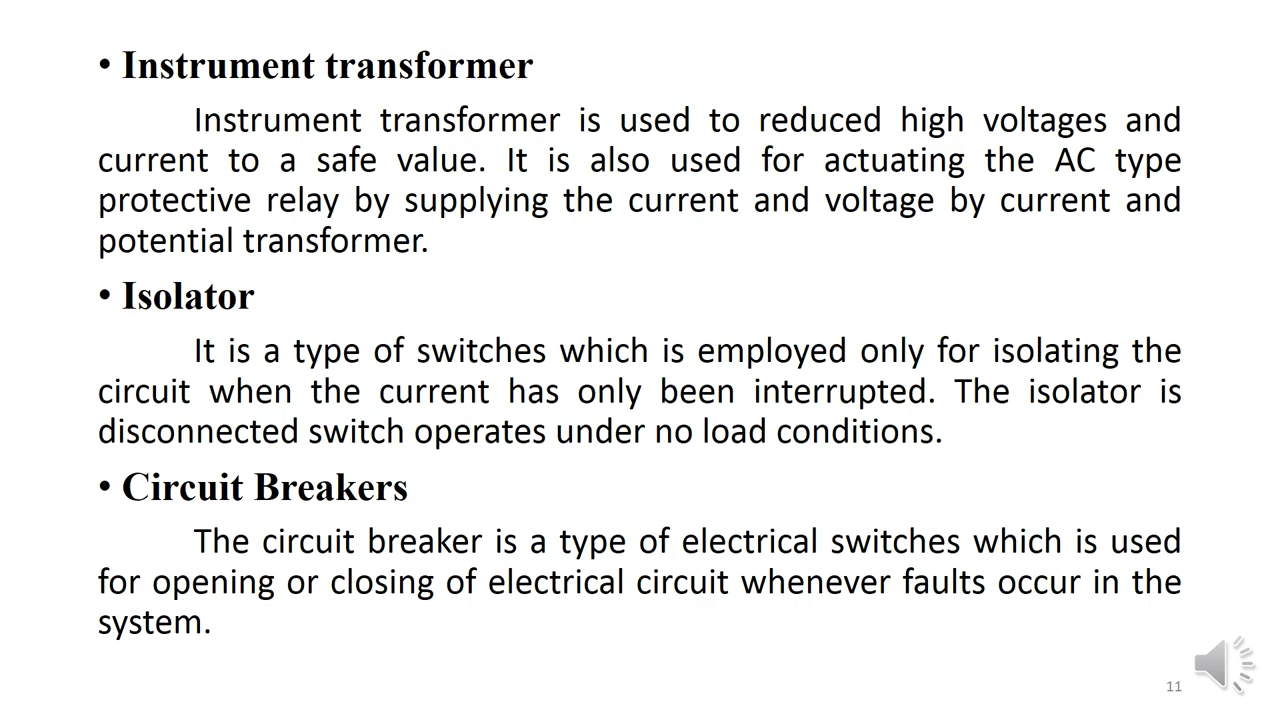 • Instrument transformer
Instrument transformer is used to reduced high voltages and
current to a safe value. It is also used for actuating the AC type
protective relay by supplying the current and voltage by current and
potential transformer.
• Isolator
It is a type of switches which is employed only for isolating the
circuit when the current has only been interrupted. The isolator is
disconnected switch operates under no load conditions.
• Circuit Breakers
The circuit breaker is a type of electrical switches which is used
for opening or closing of electrical circuit whenever faults occur in the
system.
11